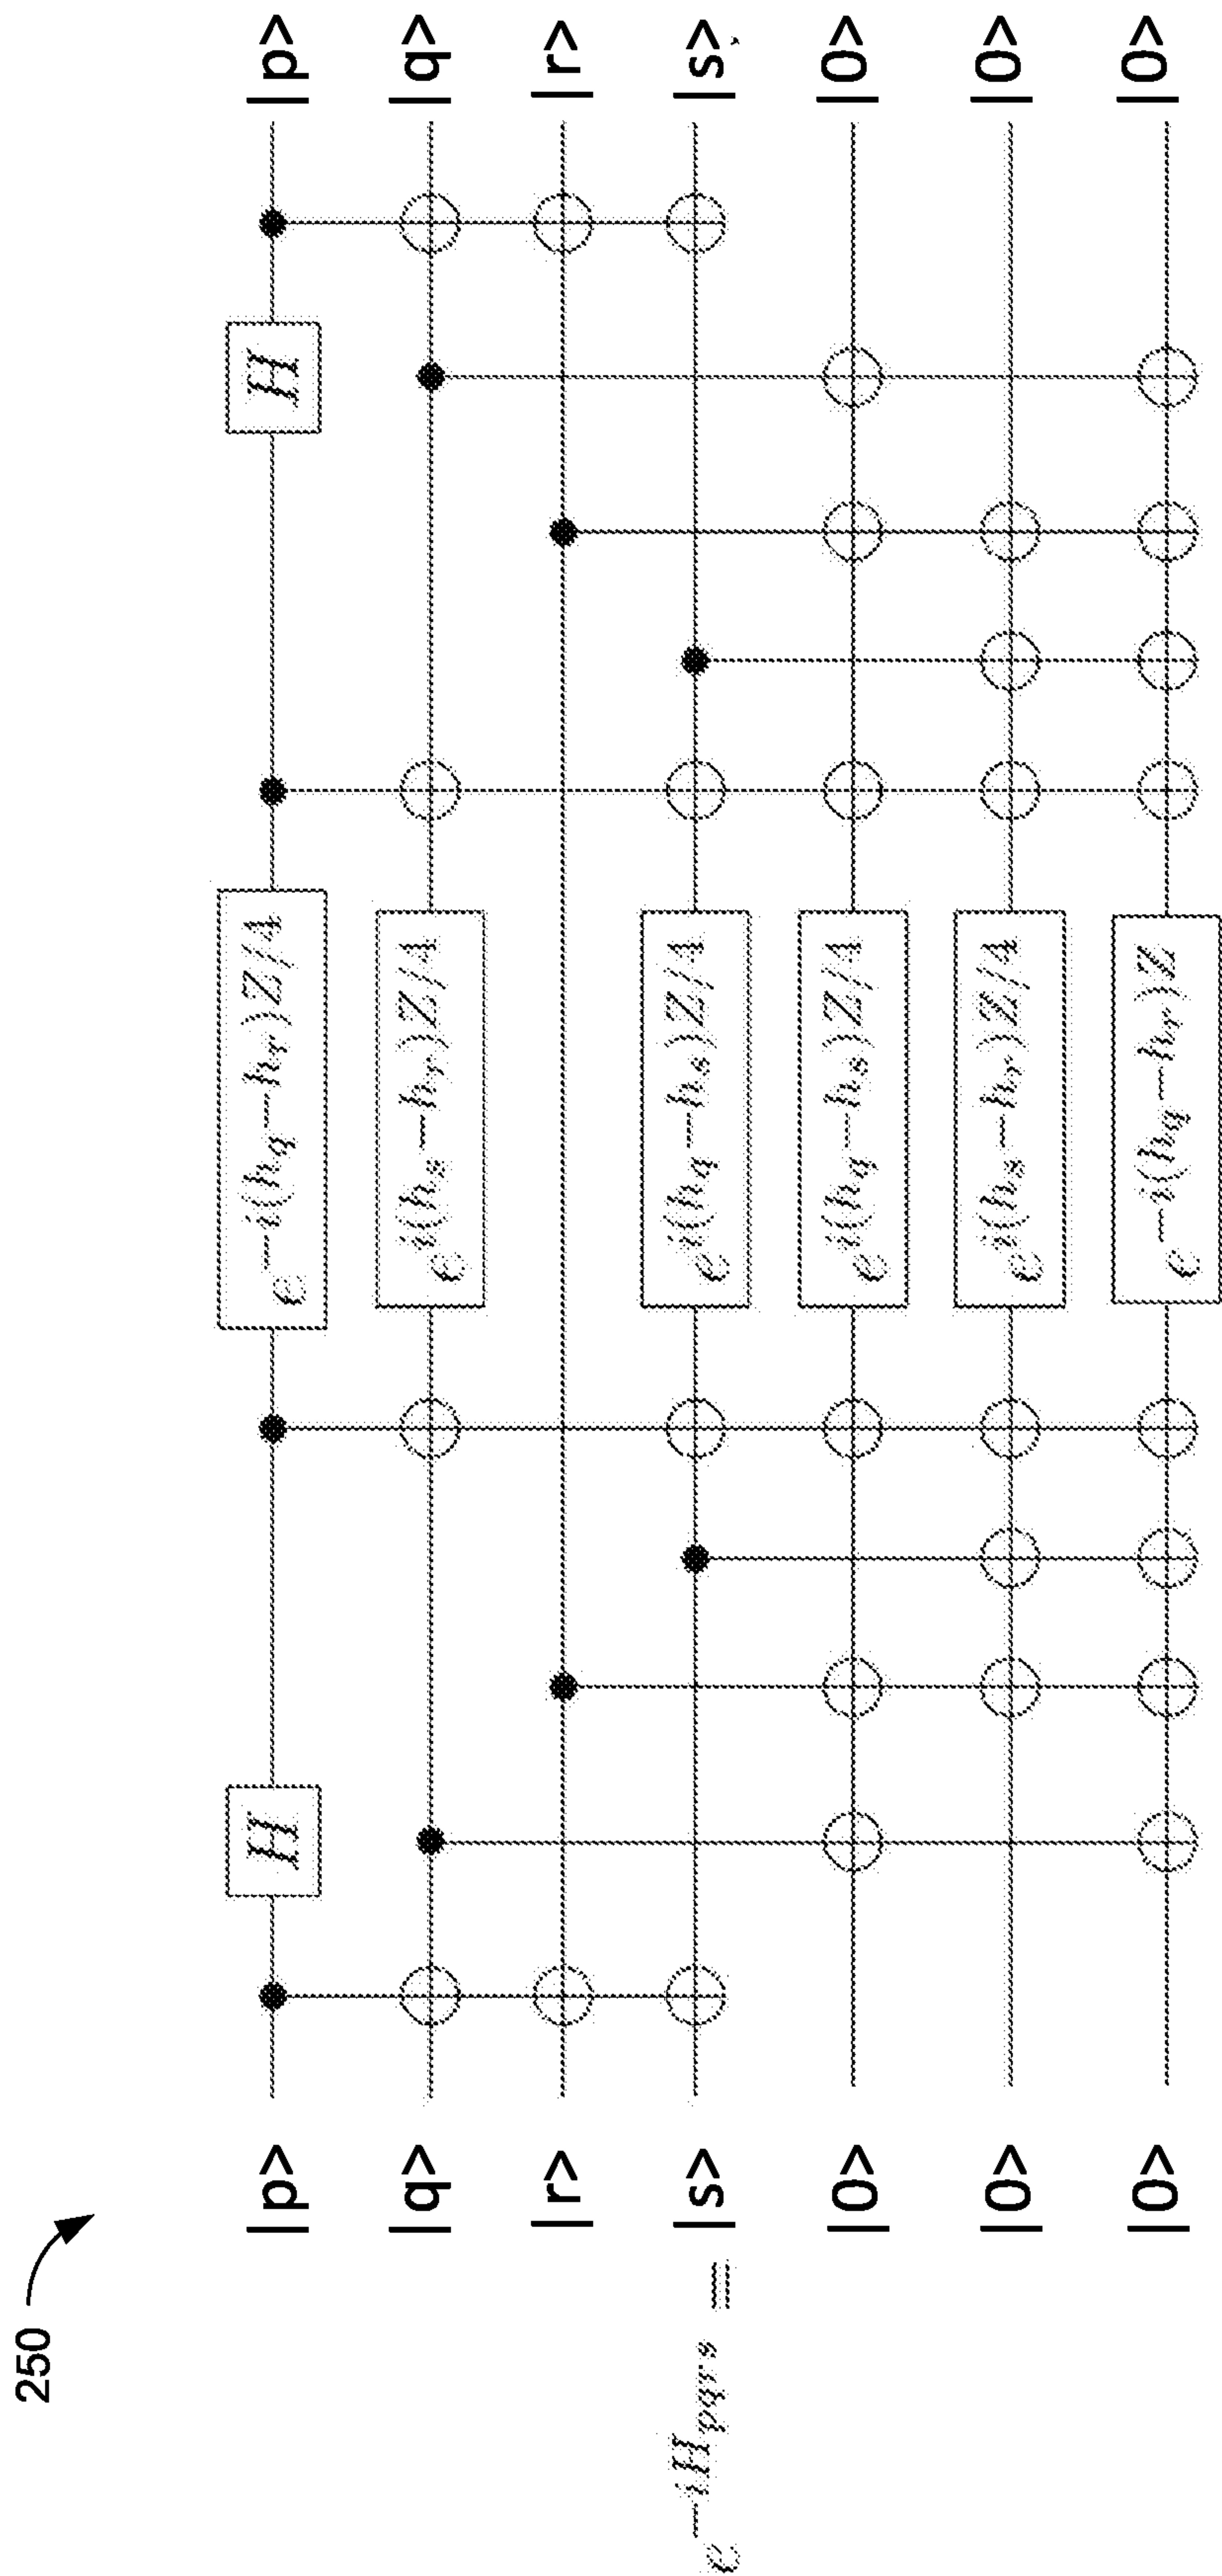 250
|p> H e^{-i(h_q-h_r)Z/4} H |p>
|q> e^{i(h_s-h_r)Z/4} |q>
|r> |r>
e^{-iH_{pqrs}} = |s> e^{i(h_q-h_s)Z/4} |s>,
|0> e^{i(h_q-h_s)Z/4} |0>
|0> e^{i(h_s-h_r)Z/4} |0>
|0> e^{-i(h_q-h_r)Z} |0>